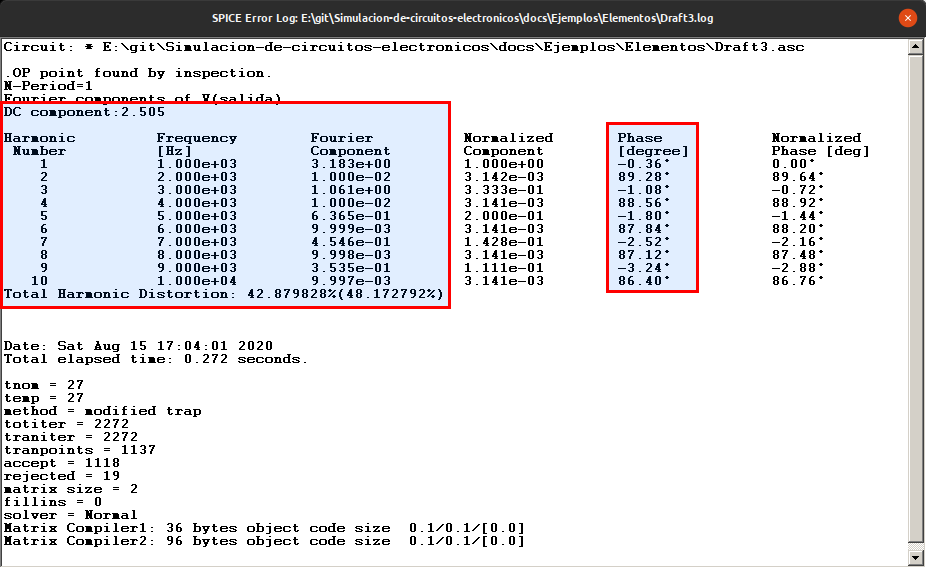 SPICE Error Log: E:\git\Simulacion-de-circuitos-electronicos\docs\Ejemplos\Elementos\Draft3.log
Circuit: * E:\git\Simulacion-de-circuitos-electronicos\docs\Ejemplos\Elementos\Draft3.asc
.OP point found by inspection.
N-Period=1
Fourier components of V(salida)
DC component:2.505
Harmonic Frequency Fourier Normalized Phase Normalized
Number [Hz] Component Component [degree] Phase [deg]
1 1.000e+03 3.183e+00 1.000e+00 -0.36° 0.00°
2 2.000e+03 1.000e-02 3.142e-03 89.28° 89.64°
3 3.000e+03 1.061e+00 3.333e-01 -1.08° -0.72°
4 4.000e+03 1.000e-02 3.141e-03 88.56° 88.92°
5 5.000e+03 6.365e-01 2.000e-01 -1.80° -1.44°
6 6.000e+03 9.999e-03 3.141e-03 87.84° 88.20°
7 7.000e+03 4.546e-01 1.428e-01 -2.52° -2.16°
8 8.000e+03 9.998e-03 3.141e-03 87.12° 87.48°
9 9.000e+03 3.535e-01 1.111e-01 -3.24° -2.88°
10 1.000e+04 9.997e-03 3.141e-03 86.40° 86.76°
Total Harmonic Distortion: 42.879828%(48.172792%)
Date: Sat Aug 15 17:04:01 2020
Total elapsed time: 0.272 seconds.
tnom = 27
temp = 27
method = modified trap
totiter = 2272
traniter = 2272
tranpoints = 1137
accept = 1118
rejected = 19
matrix size = 2
fillins = 0
solver = Normal
Matrix Compiler1: 36 bytes object code size 0.1/0.1/[0.0]
Matrix Compiler2: 96 bytes object code size 0.1/0.1/[0.0]